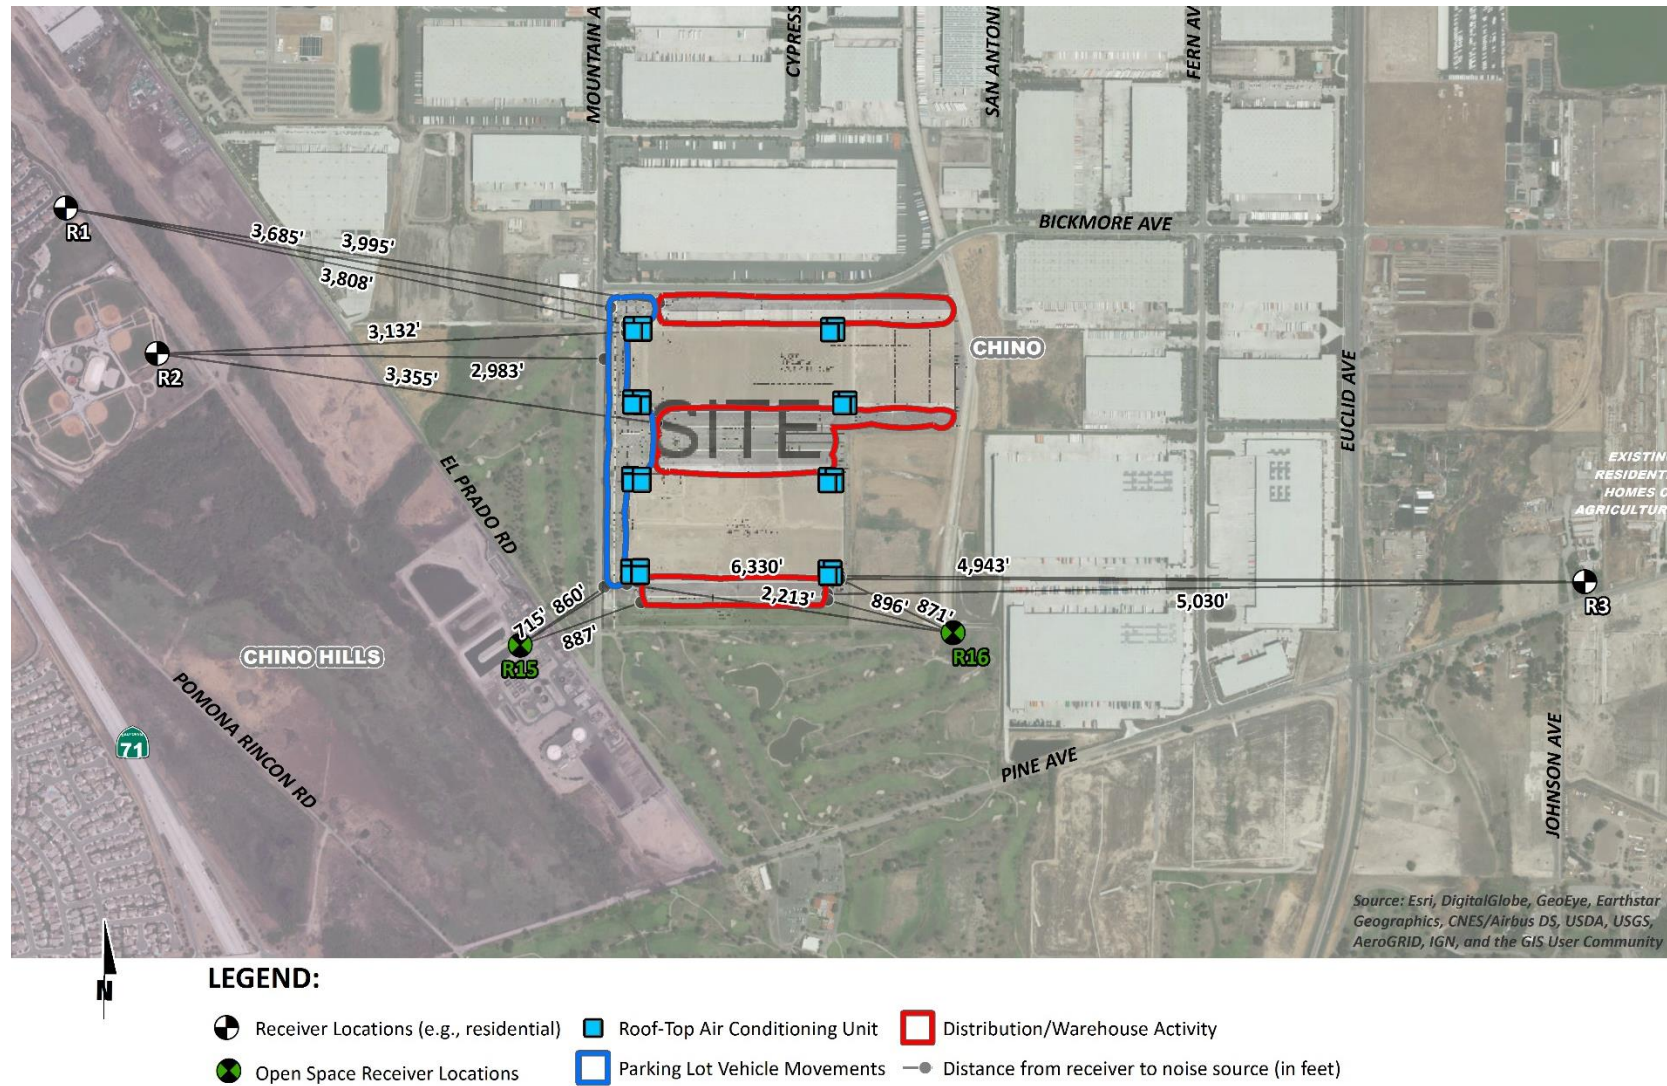 MOUNTAIN A
CYPRESS
SAN ANTONI
FERN AV
R1
3,685'
3,995'
3,808'
BICKMORE AVE
3,132'
R2
2,983'
3,355'
CHINO
SITE
EUCLID AVE
EL PRADO RD
EXISTIN
RESIDENT
HOMES O
AGRICULTUR
6,330'
4,943'
715'
860'
887'
2,213'
896'
871'
5,030'
R3
R15
R16
CHINO HILLS
POMONA RINCON RD
CALIFORNIA
71
PINE AVE
JOHNSON AVE
Source: Esri, DigitalGlobe, GeoEye, Earthstar
Geographics, CNES/Airbus DS, USDA, USGS,
AeroGRID, IGN, and the GIS User Community
N
LEGEND:
Receiver Locations (e.g., residential)
Roof-Top Air Conditioning Unit
Distribution/Warehouse Activity
Open Space Receiver Locations
Parking Lot Vehicle Movements
Distance from receiver to noise source (in feet)